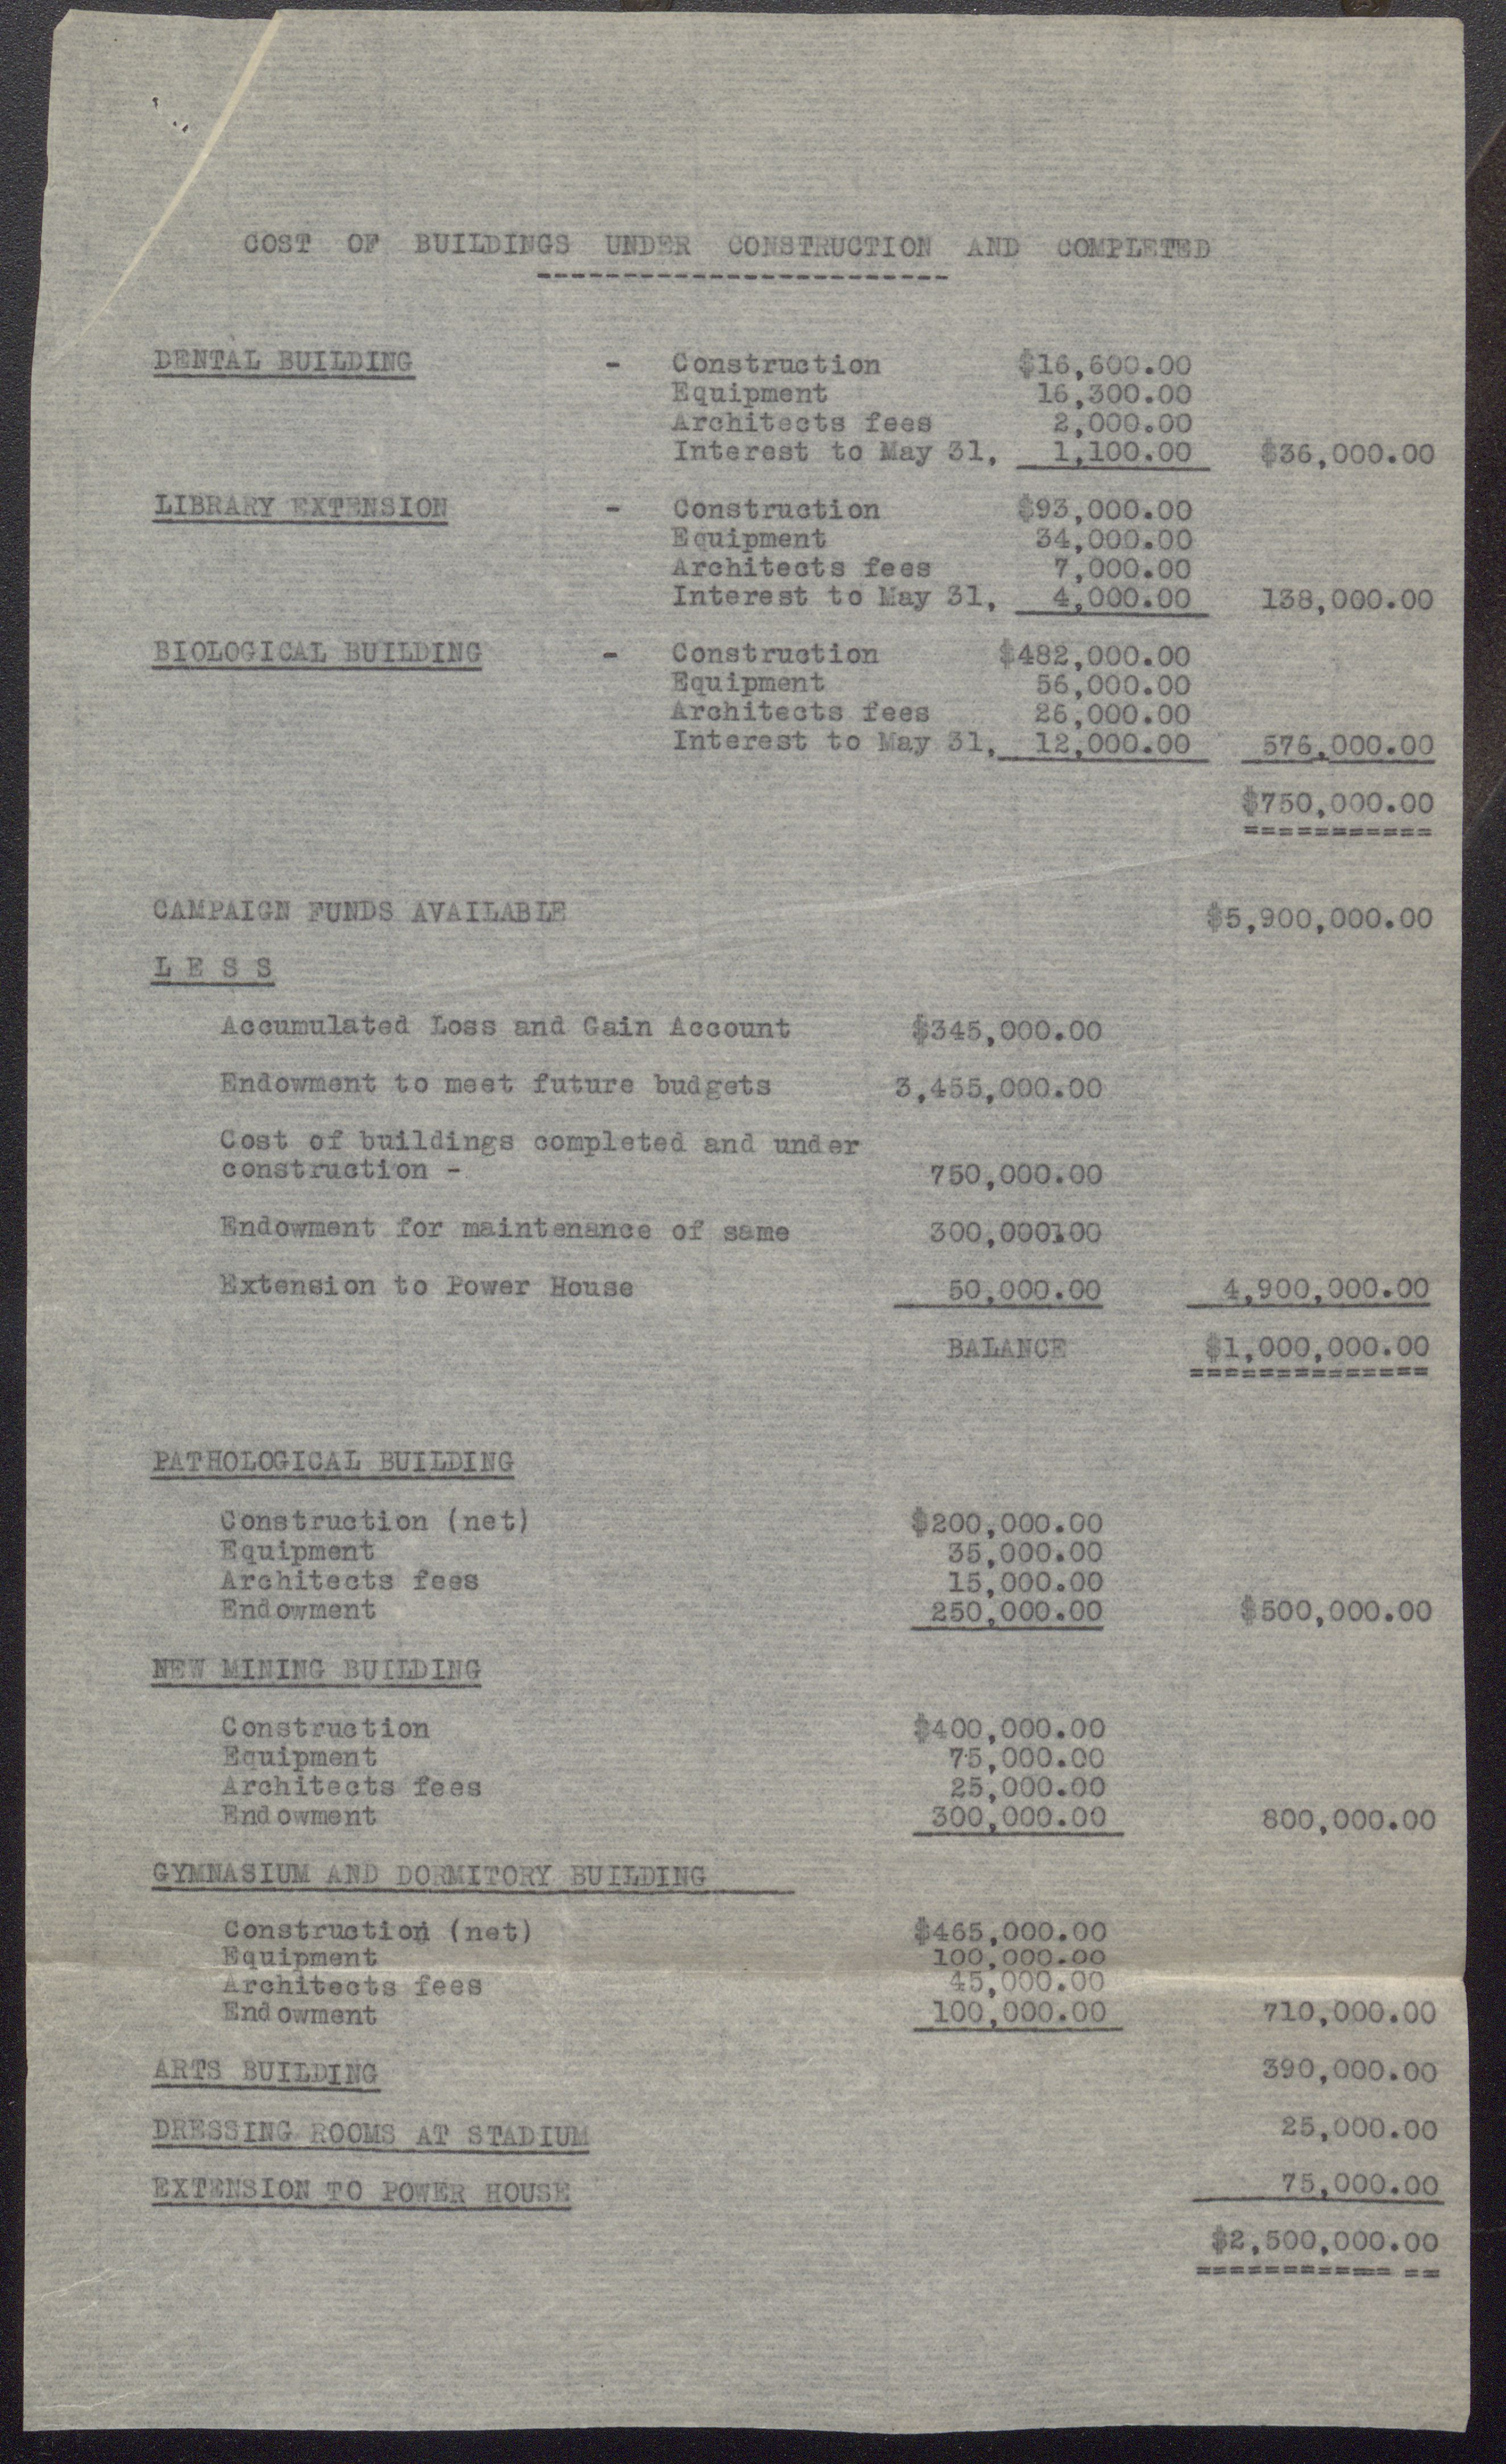 COST OF BUILDINGS UNDER CONSTRUCTION AND COMPLETED
DENTAL BUILDING - Construction $16,600.00
Equipment 16,300.00
Architects fees 2,000.00
Interest to May 31, 1,100.00 $36,000.00
LIBRARY EXTENSION - Construction $93,000.00
Equipment 34,000.00
Architects fees 7,000.00
Interest to May 31, 4,000.00 138,000.00
BIOLOGICAL BUILDING - Construction $482,000.00
Equipment 56,000.00
Architects fees 26,000.00
Interest to May 31, 12,000.00 576,000.00
$750,000.00
CAMPAIGN FUNDS AVAILABLE $5,900,000.00
L E S S
Accumulated Loss and Gain Account $345,000.00
Endowment to meet future budgets 3,455,000.00
Cost of buildings completed and under
construction - 750,000.00
Endowment for maintenance of same 300,000100
Extension to Power House 50,000.00 4,900,000.00
BALANCE $1,000,000.00
PATHOLOGICAL BUILDING
Construction (net) $200,000.00
Equipment 35,000.00
Architects fees 15,000.00
Endowment 250,000.00 $500,000.00
NEW MINING BUILDING
Construction $400,000.00
Equipment 75,000.00
Architects fees 25,000.00
Endowment 300,000.00 800,000.00
GYMNASIUM AND DORMITORY BUILDING
Construction (net) $465,000.00
Equipment 100,000.00
Architects fees 45,000.00
Endowment 100,000.00 710,000.00
ARTS BUILDING 390,000.00
DRESSING ROOMS AT STADIUM 25,000.00
EXTENSION TO POWER HOUSE 75,000.00
$2,500,000.00